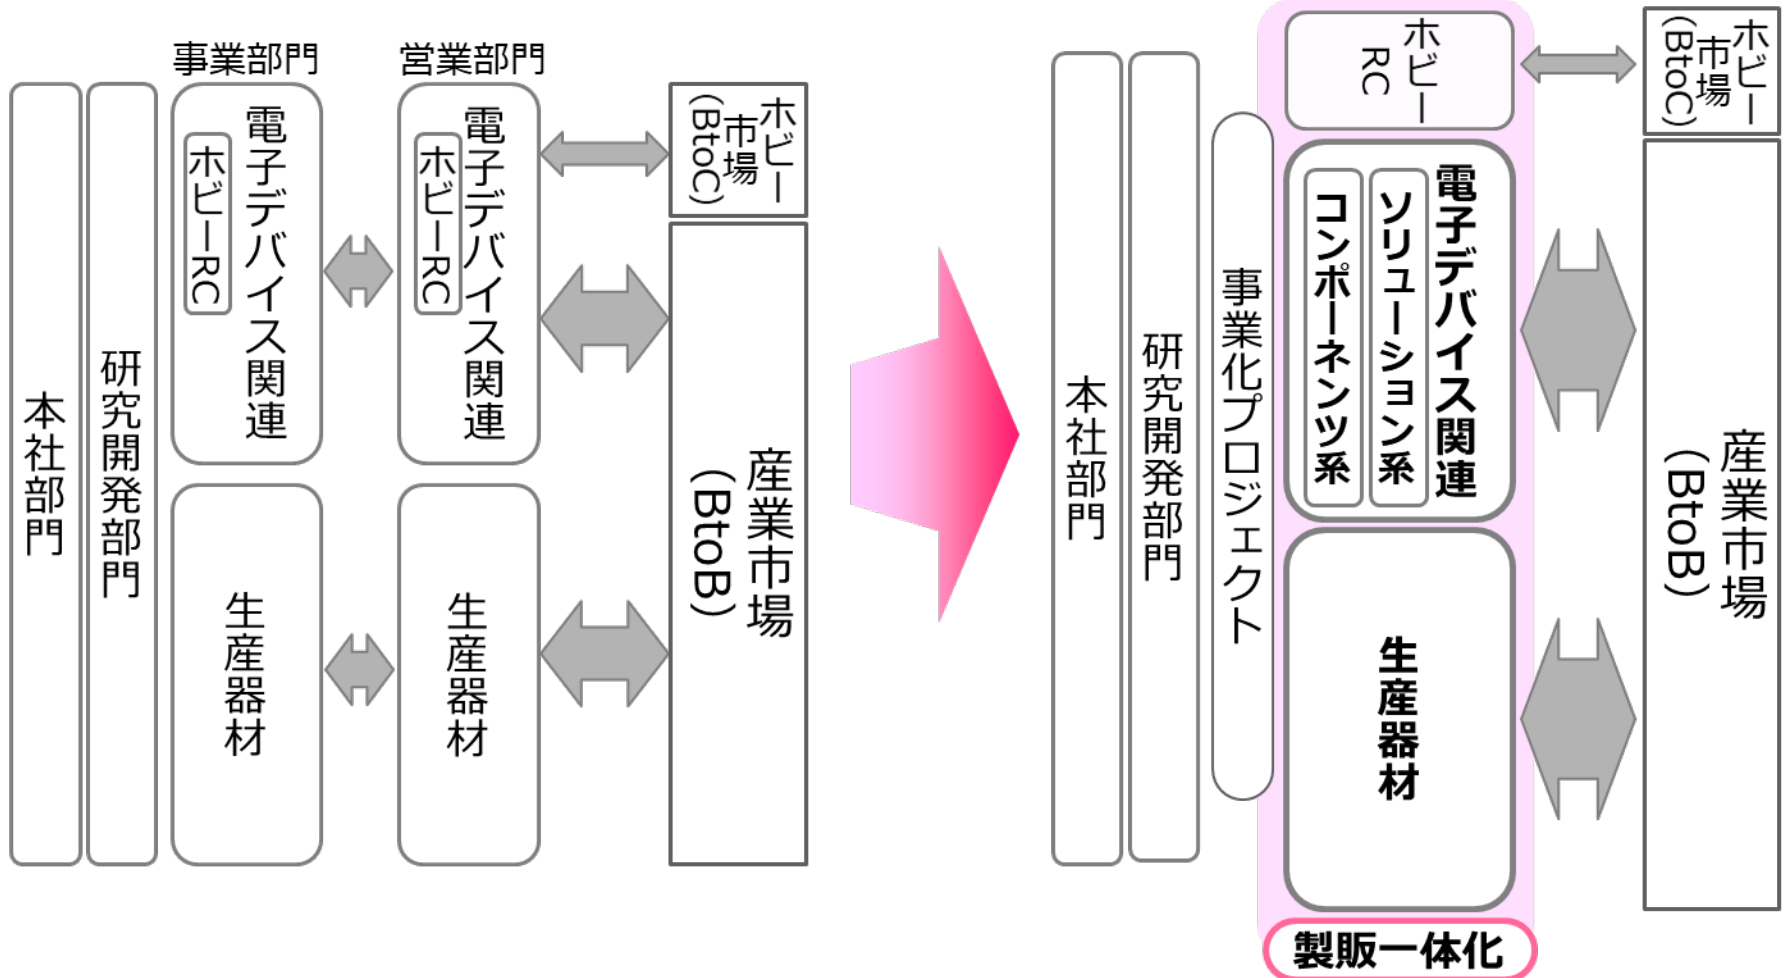 事業部門
営業部門
本社部門
研究開発部門
電子デバイス関連
ホビーRC
生産器材
電子デバイス関連
ホビーRC
生産器材
ホビー
市場
(BtoC)
産業市場
(BtoB)
本社部門
研究開発部門
事業化プロジェクト
ホビー
RC
電子デバイス関連
ソリューション系
コンポーネンツ系
生産器材
製販一体化
ホビー
市場
(BtoC)
産業市場
(BtoB)